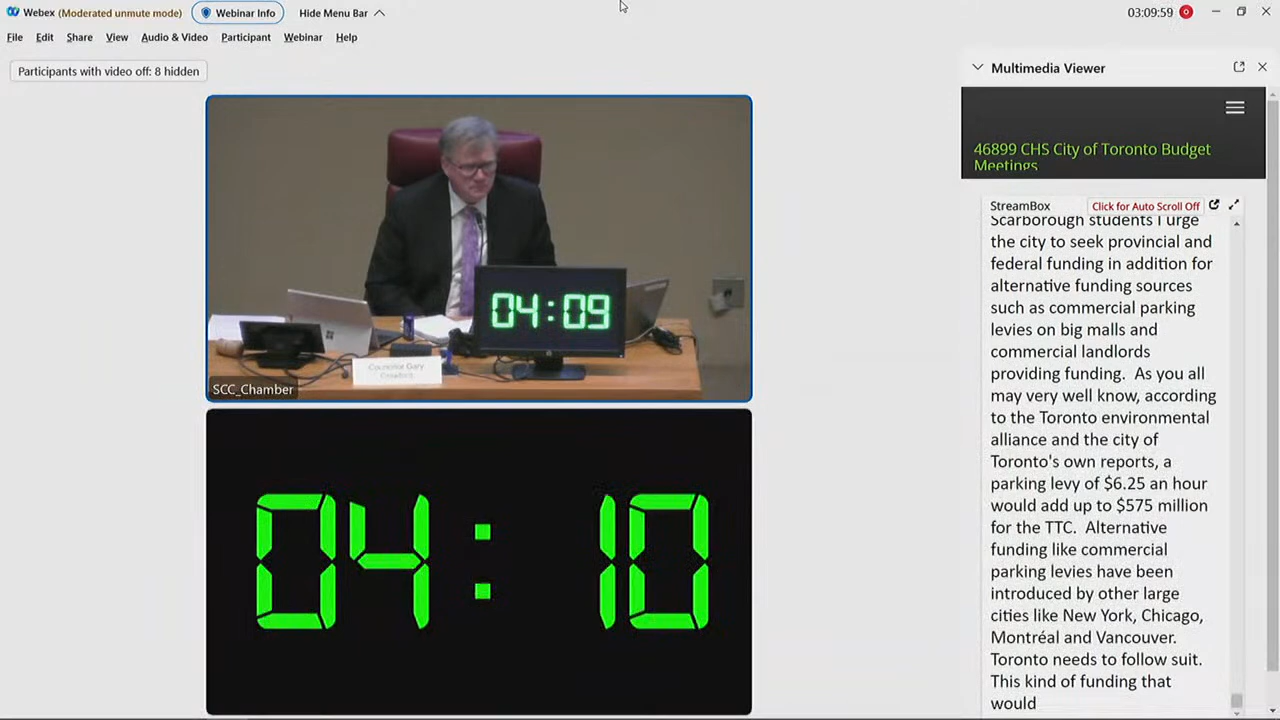 Webex (Moderated unmute mode) Webinar Info Hide Menu Bar 03:09:59
File Edit Share View Audio & Video Participant Webinar Help
Participants with video off: 8 hidden
Multimedia Viewer
46899 CHS City of Toronto Budget
Meetings
StreamBox Click for Auto Scroll Off
Scarborough students I urge
the city to seek provincial and
federal funding in addition for
alternative funding sources
such as commercial parking
levies on big malls and
commercial landlords
providing funding. As you all
may very well know, according
to the Toronto environmental
alliance and the city of
Toronto's own reports, a
parking levy of $6.25 an hour
would add up to $575 million
for the TTC. Alternative
funding like commercial
parking levies have been
introduced by other large
cities like New York, Chicago,
Montréal and Vancouver.
Toronto needs to follow suit.
This kind of funding that
would
04:09
Councillor Gary
SCC_Chamber
04:10